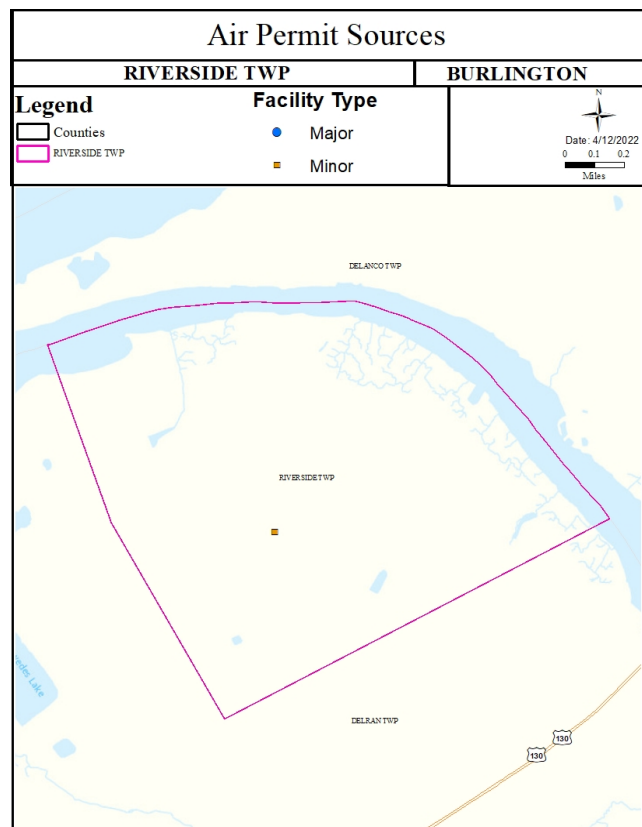 Air Permit Sources
RIVERSIDE TWP
BURLINGTON
Legend
Counties
RIVERSIDE TWP
Facility Type
Major
Minor
N
Date: 4/12/2022
0 0.1 0.2
Miles
DELANCO TWP
RIVERSIDE TWP
Lake
DELRAN TWP
130
130